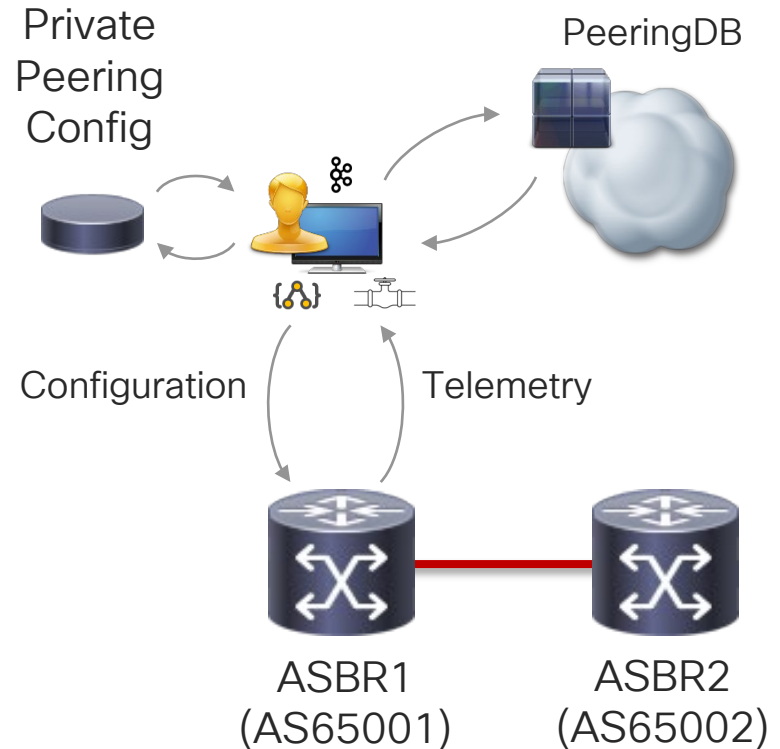 Private
Peering
Config
PeeringDB
Configuration
Telemetry
ASBR1
(AS65001)
ASBR2
(AS65002)